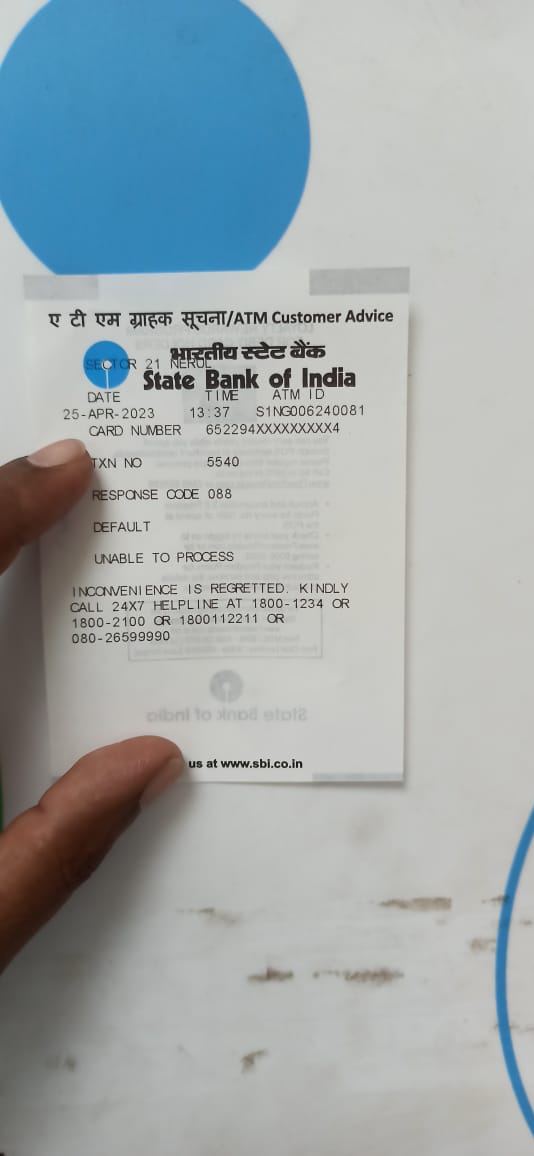 ए टी एम ग्राहक सूचना/ATM Customer Advice
भारतीय स्टेट बैंक
SECTOR 21 NERUL
State Bank of India
DATE TIME ATM ID
25-APR-2023 13:37 S1NG006240081
CARD NUMBER 652294XXXXXXXXX4
TXN NO 5540
RESPONSE CODE 088
DEFAULT
UNABLE TO PROCESS
INCONVENIENCE IS REGRETTED. KINDLY
CALL 24X7 HELPLINE AT 1800-1234 OR
1800-2100 OR 1800112211 OR
080-26599990
State Bank of India
us at www.sbi.co.in